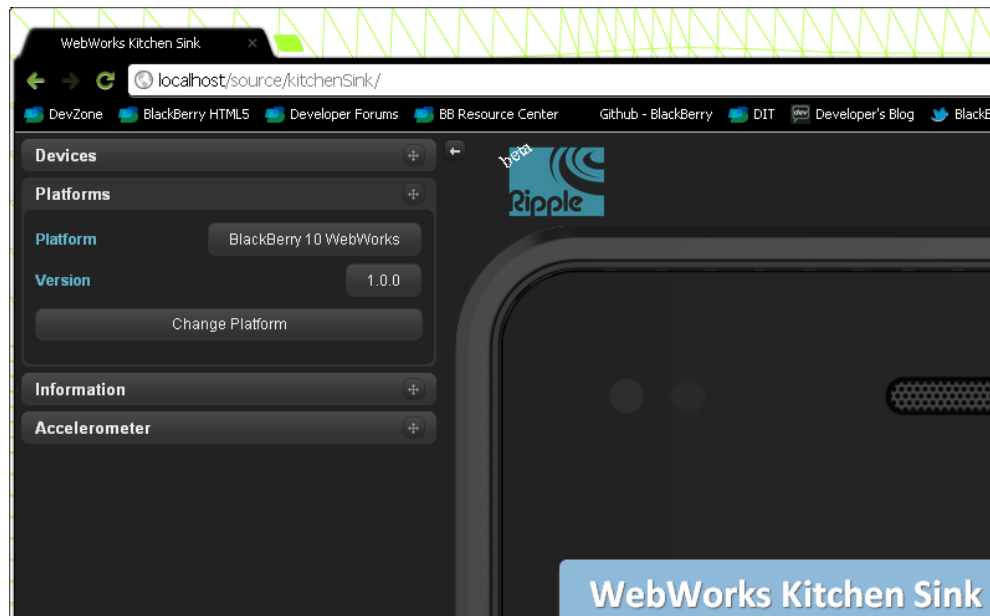 WebWorks Kitchen Sink
localhost/source/kitchenSink/
DevZone BlackBerry HTML5 Developer Forums BB Resource Center Github - BlackBerry DIT Developer's Blog BlackB
Devices
beta
Ripple
Platforms
Platform BlackBerry 10 WebWorks
Version 1.0.0
Change Platform
Information
Accelerometer
WebWorks Kitchen Sink